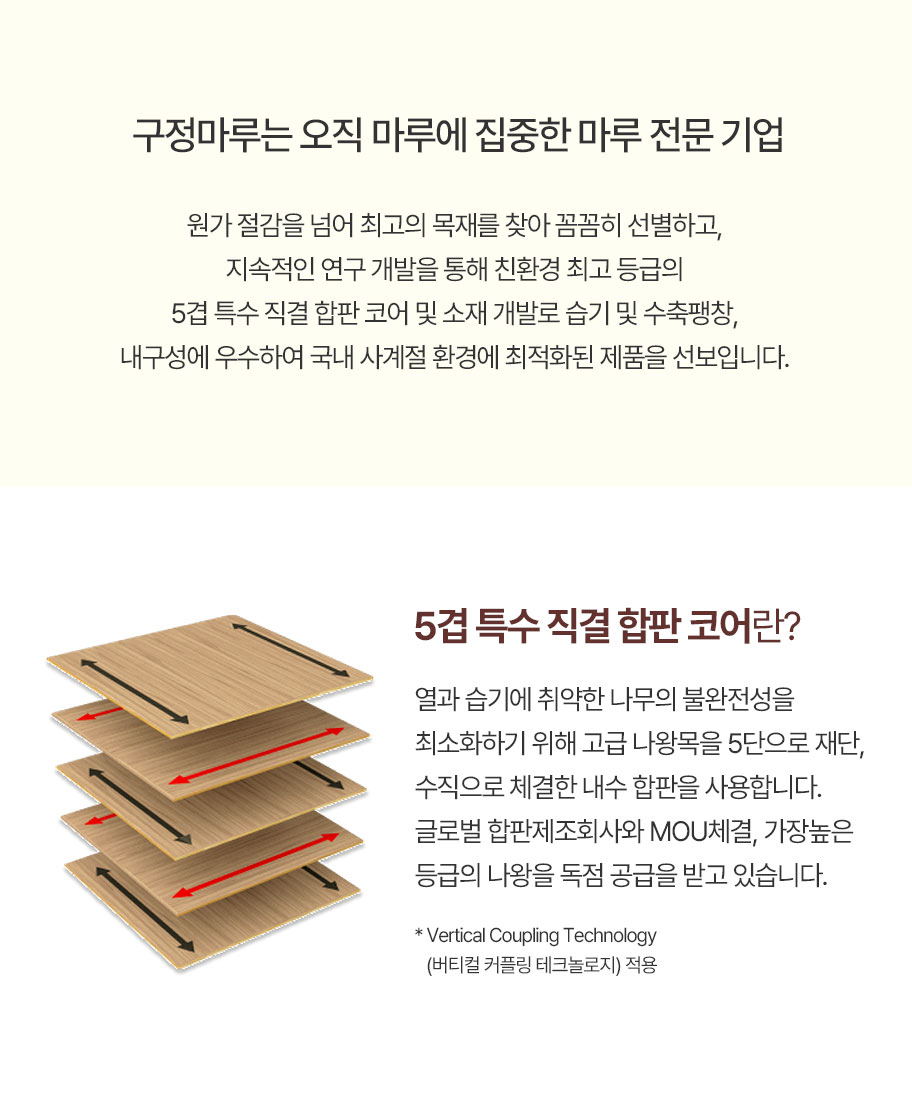 구정마루는 오직 마루에 집중한 마루 전문 기업
원가 절감을 넘어 최고의 목재를 찾아 꼼꼼히 선별하고,
지속적인 연구 개발을 통해 친환경 최고 등급의
5겹 특수 직결 합판 코어 및 소재 개발로 습기 및 수축팽창,
내구성에 우수하여 국내 사계절 환경에 최적화된 제품을 선보입니다.
5겹 특수 직결 합판 코어란?
열과 습기에 취약한 나무의 불완전성을
최소화하기 위해 고급 나왕목을 5단으로 재단,
수직으로 체결한 내수 합판을 사용합니다.
글로벌 합판제조회사와 MOU체결, 가장높은
등급의 나왕을 독점 공급을 받고 있습니다.
* Vertical Coupling Technology
(버티컬 커플링 테크놀로지) 적용